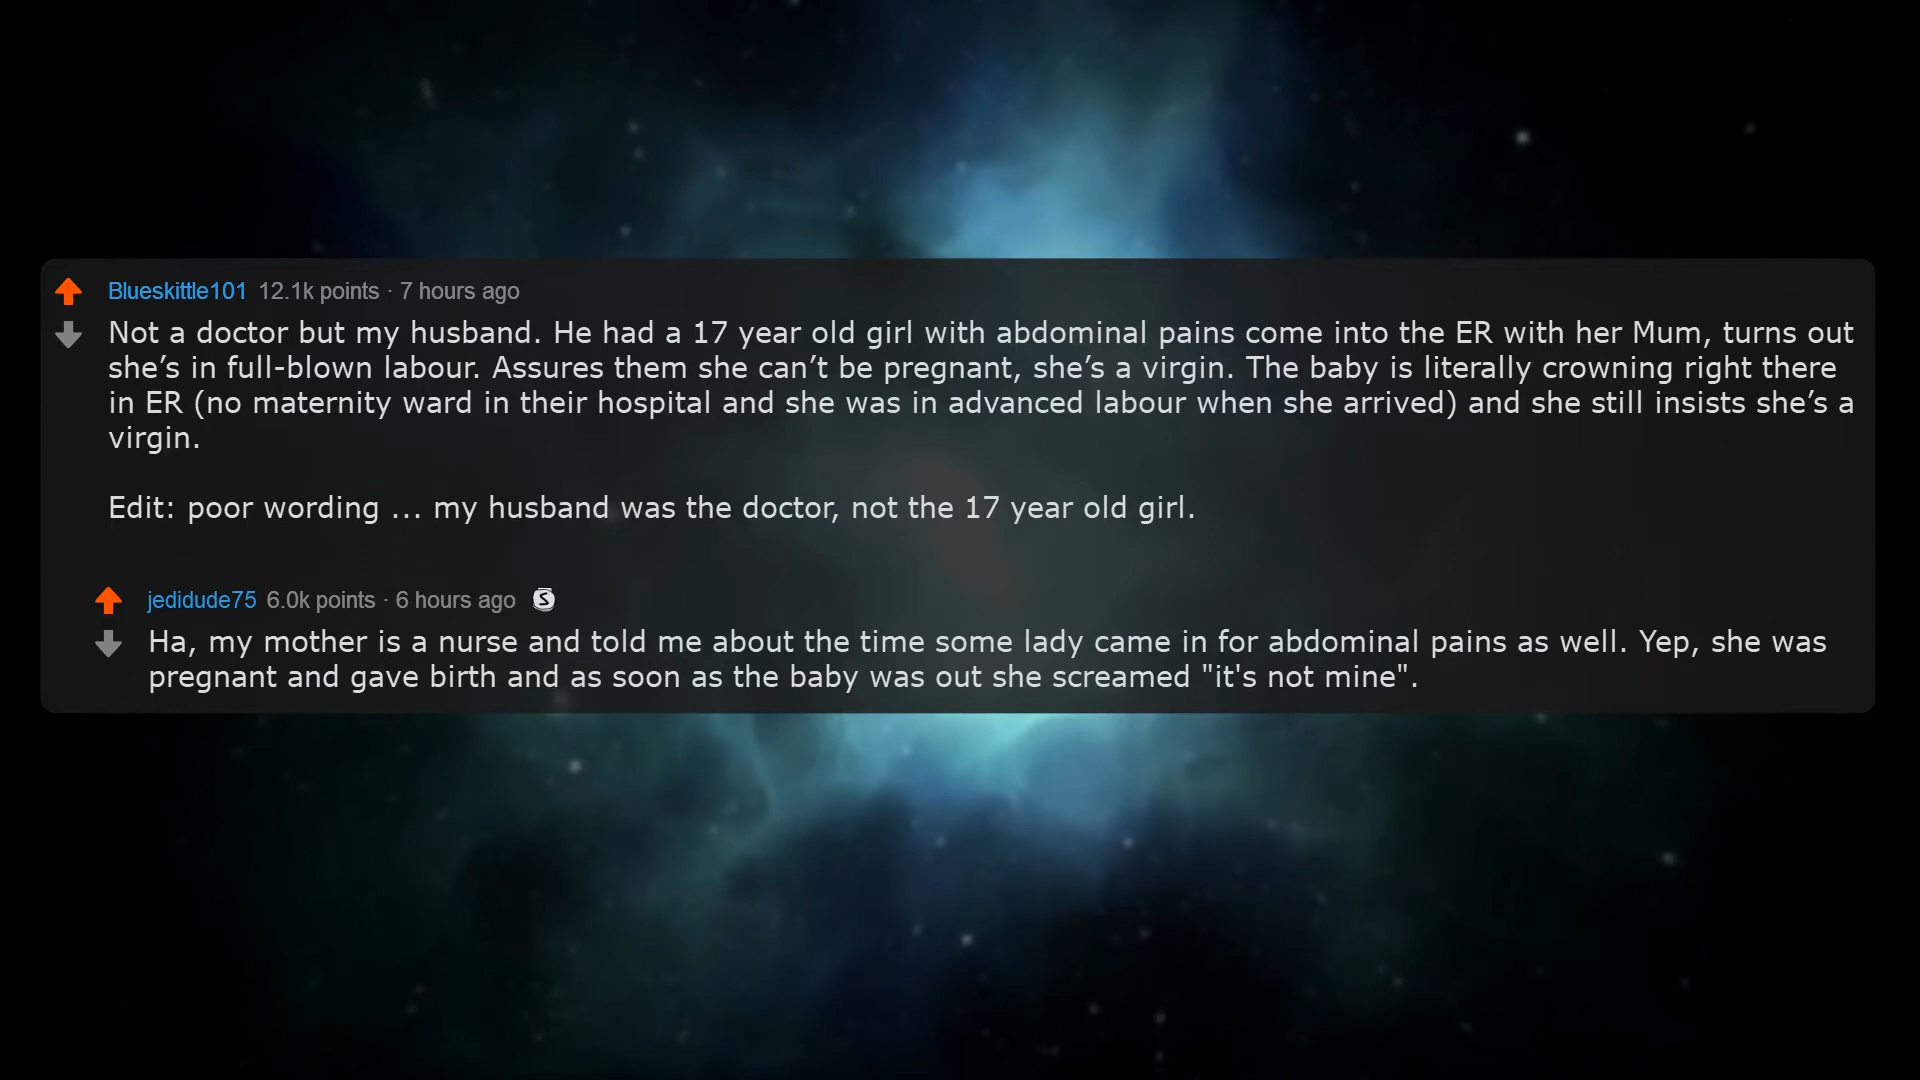 Blueskittle101 12.1k points · 7 hours ago
Not a doctor but my husband. He had a 17 year old girl with abdominal pains come into the ER with her Mum, turns out
she’s in full-blown labour. Assures them she can’t be pregnant, she’s a virgin. The baby is literally crowning right there
in ER (no maternity ward in their hospital and she was in advanced labour when she arrived) and she still insists she’s a
virgin.
Edit: poor wording ... my husband was the doctor, not the 17 year old girl.
jedidude75 6.0k points · 6 hours ago S
Ha, my mother is a nurse and told me about the time some lady came in for abdominal pains as well. Yep, she was
pregnant and gave birth and as soon as the baby was out she screamed "it's not mine".